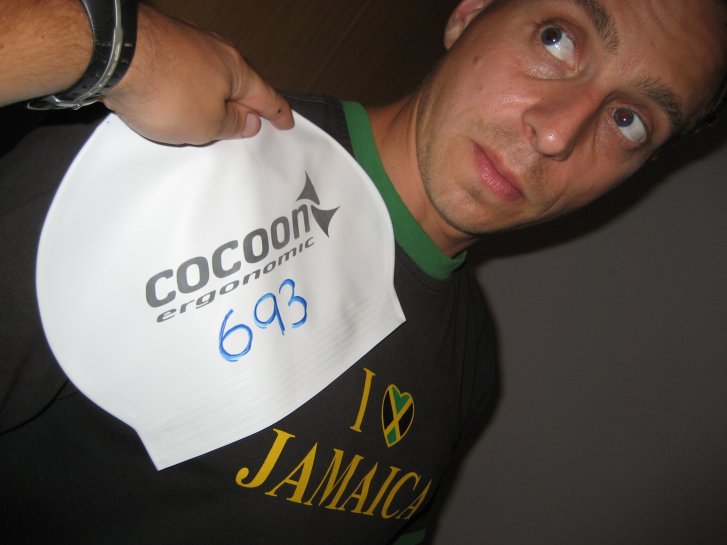 cocoon
ergonomic
693
I
JAMAICA